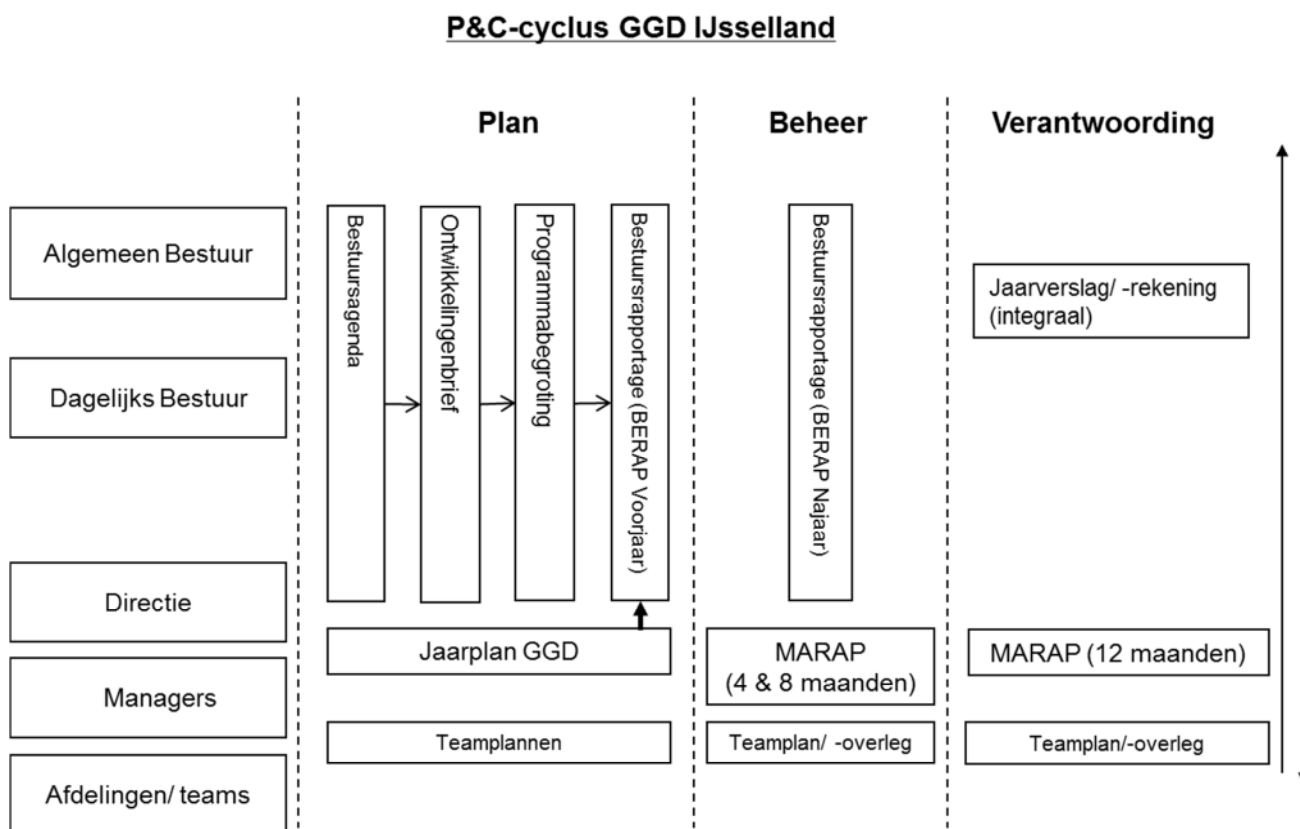 P&C-cyclus GGD IJsselland
Plan
Beheer
Verantwoording
Algemeen Bestuur
Dagelijks Bestuur
Directie
Managers
Afdelingen/ teams
Bestuursagenda
Ontwikkelingenbrief
Programmabegroting
Bestuursrapportage (BERAP Voorjaar)
Jaarplan GGD
Teamplannen
Bestuursrapportage (BERAP Najaar)
MARAP
(4 & 8 maanden)
Teamplan/ -overleg
Jaarverslag/ -rekening
(integraal)
MARAP (12 maanden)
Teamplan/-overleg